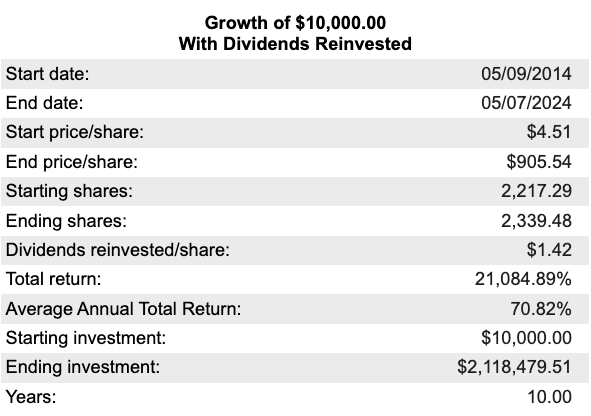 Growth of $10,000.00
With Dividends Reinvested
Start date: 05/09/2014
End date: 05/07/2024
Start price/share: $4.51
End price/share: $905.54
Starting shares: 2,217.29
Ending shares: 2,339.48
Dividends reinvested/share: $1.42
Total return: 21,084.89%
Average Annual Total Return: 70.82%
Starting investment: $10,000.00
Ending investment: $2,118,479.51
Years: 10.00